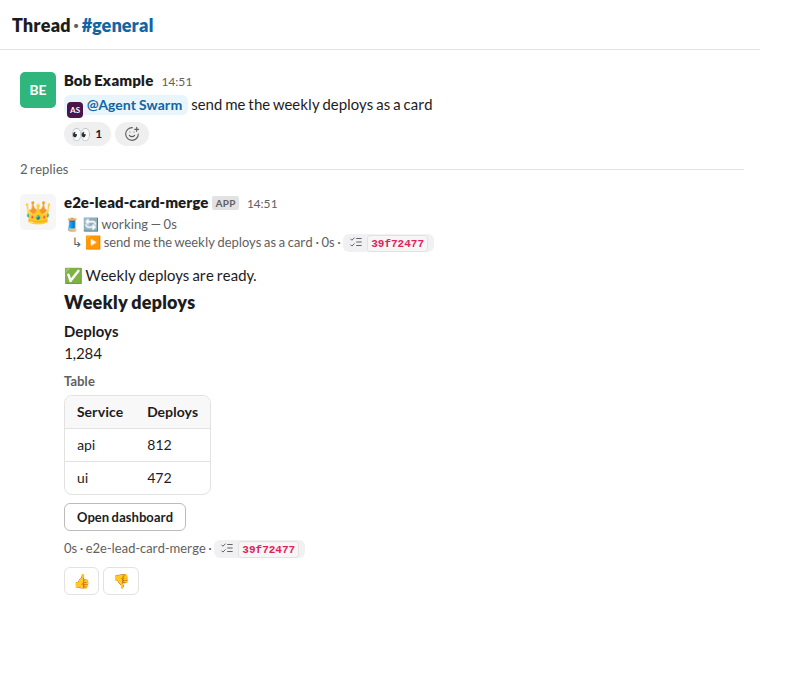 Thread • #general
BE
Bob Example 14:51
AS @Agent Swarm send me the weekly deploys as a card
👀 1
2 replies
e2e-lead-card-merge APP 14:51
🧵 🔄 working — 0s
↳ ▶️ send me the weekly deploys as a card · 0s · 39f72477
✅ Weekly deploys are ready.
Weekly deploys
Deploys
1,284
Table
Service Deploys
api 812
ui 472
Open dashboard
0s · e2e-lead-card-merge · 39f72477
👍 👎